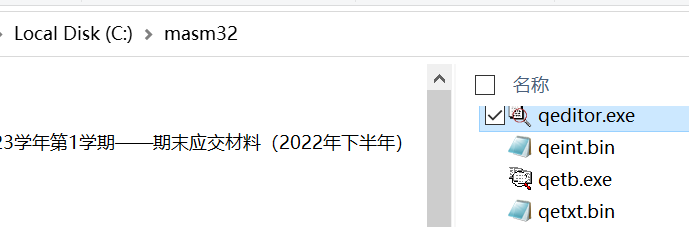 Local Disk (C:) > masm32
名称
qeditor.exe
23学年第1学期——期末应交材料（2022年下半年）
qeint.bin
qetb.exe
qetxt.bin